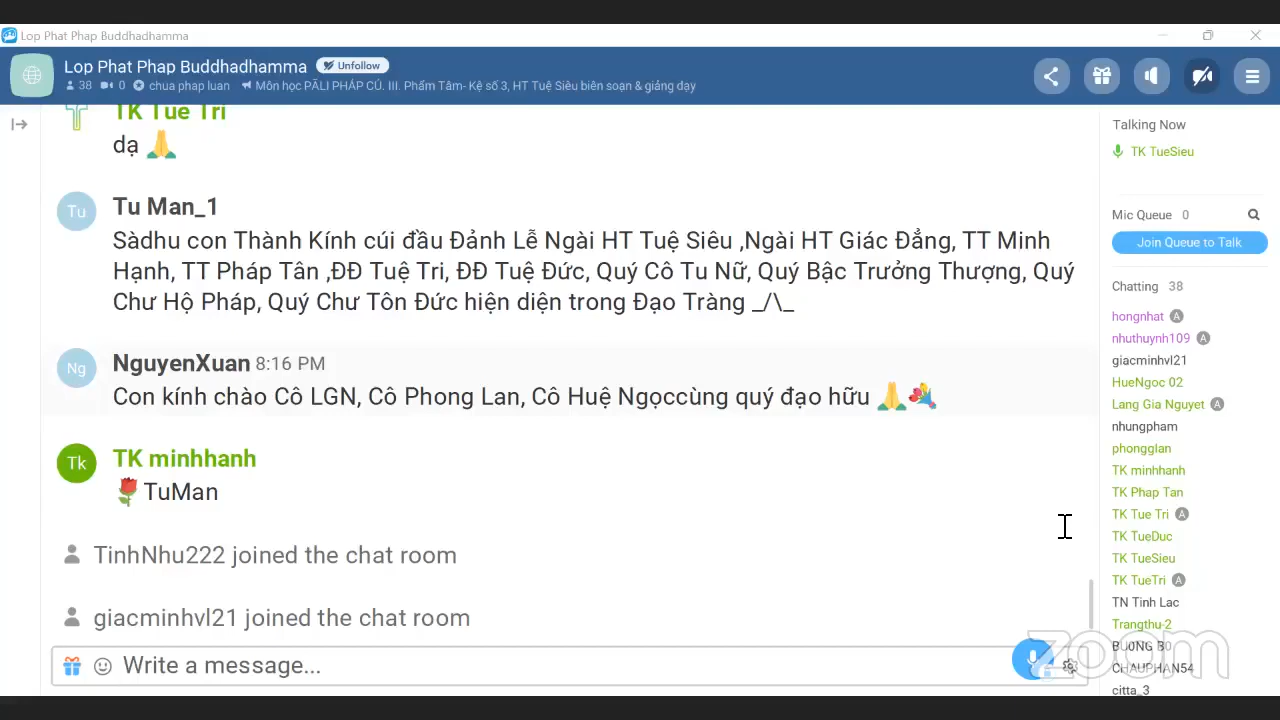 Lop Phat Phap Buddhadhamma
Lop Phat Phap Buddhadhamma Unfollow
38 0 chua phap luan Môn học PĀLI PHÁP CÚ. III. Phẩm Tâm- Kệ số 3, HT Tuệ Siêu biên soạn & giảng dạy
TK Tue Tri
dạ 🙏
Tu Tu Man_1
Sàdhu con Thành Kính cúi đầu Đảnh Lễ Ngài HT Tuệ Siêu ,Ngài HT Giác Đẳng, TT Minh
Hạnh, TT Pháp Tân ,ĐĐ Tuệ Tri, ĐĐ Tuệ Đức, Quý Cô Tu Nữ, Quý Bậc Trưởng Thượng, Quý
Chư Hộ Pháp, Quý Chư Tôn Đức hiện diện trong Đạo Tràng _/\_
Ng NguyenXuan 8:16 PM
Con kính chào Cô LGN, Cô Phong Lan, Cô Huệ Ngọccùng quý đạo hữu 🙏💐
Tk TK minhhanh
🌹TuMan
TinhNhu222 joined the chat room
giacminhvl21 joined the chat room
Write a message...
Talking Now
TK TueSieu
Mic Queue 0
Join Queue to Talk
Chatting 38
hongnhat A
nhuthuynh109 A
giacminhvl21
HueNgoc 02
Lang Gia Nguyet A
nhungpham
phongglan
TK minhhanh
TK Phap Tan
TK Tue Tri A
TK TueDuc
TK TueSieu
TK TueTri A
TN Tinh Lac
Trangthu-2
BUONG BO
CHAUPHAN54
citta_3
zoom